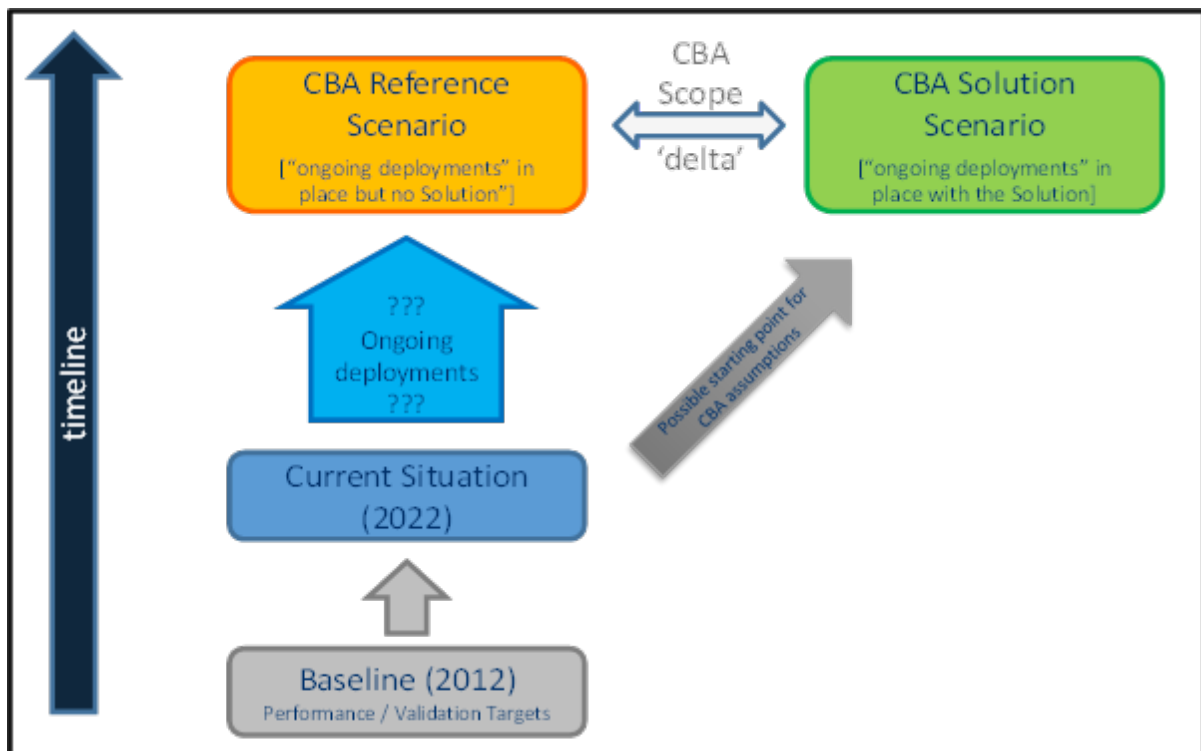 CBA Reference
Scenario
[“ongoing deployments” in
place but no Solution”]
CBA
Scope
‘delta’
CBA Solution
Scenario
[“ongoing deployments” in
place with the Solution]
???
Ongoing
deployments
???
Possible starting point for
CBA assumptions
timeline
Current Situation
(2022)
Baseline (2012)
Performance / Validation Targets